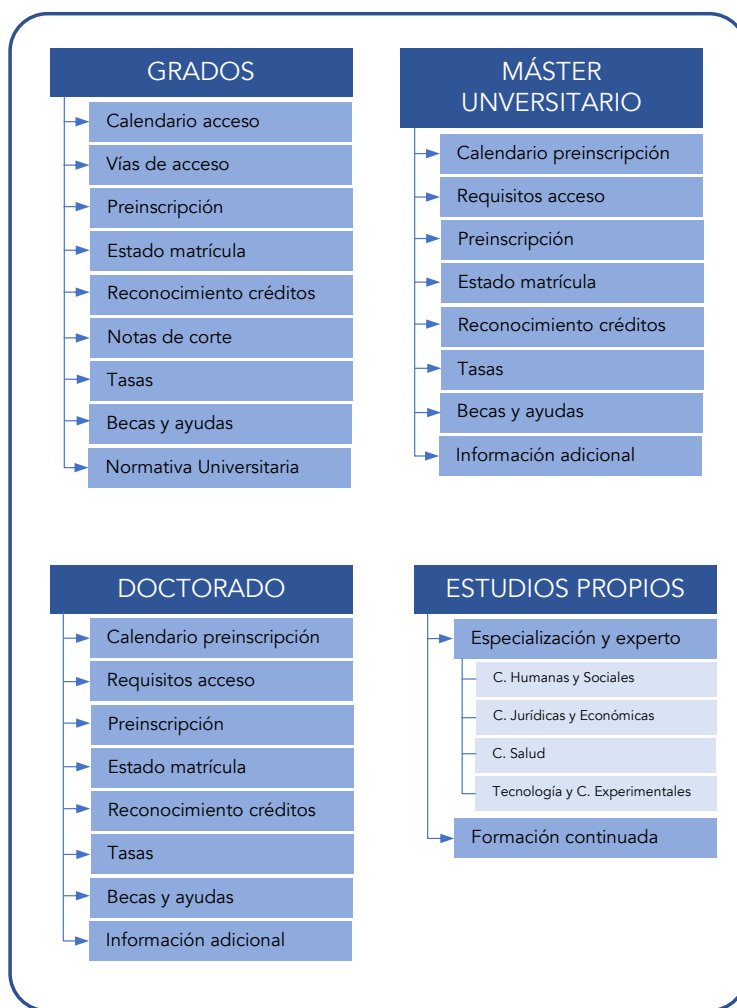 GRADOS
Calendario acceso
Vías de acceso
Preinscripción
Estado matrícula
Reconocimiento créditos
Notas de corte
Tasas
Becas y ayudas
Normativa Universitaria
MÁSTER
UNVERSITARIO
Calendario preinscripción
Requisitos acceso
Preinscripción
Estado matrícula
Reconocimiento créditos
Tasas
Becas y ayudas
Información adicional
DOCTORADO
Calendario preinscripción
Requisitos acceso
Preinscripción
Estado matrícula
Reconocimiento créditos
Tasas
Becas y ayudas
Información adicional
ESTUDIOS PROPIOS
Especialización y experto
C. Humanas y Sociales
C. Jurídicas y Económicas
C. Salud
Tecnología y C. Experimentales
Formación continuada